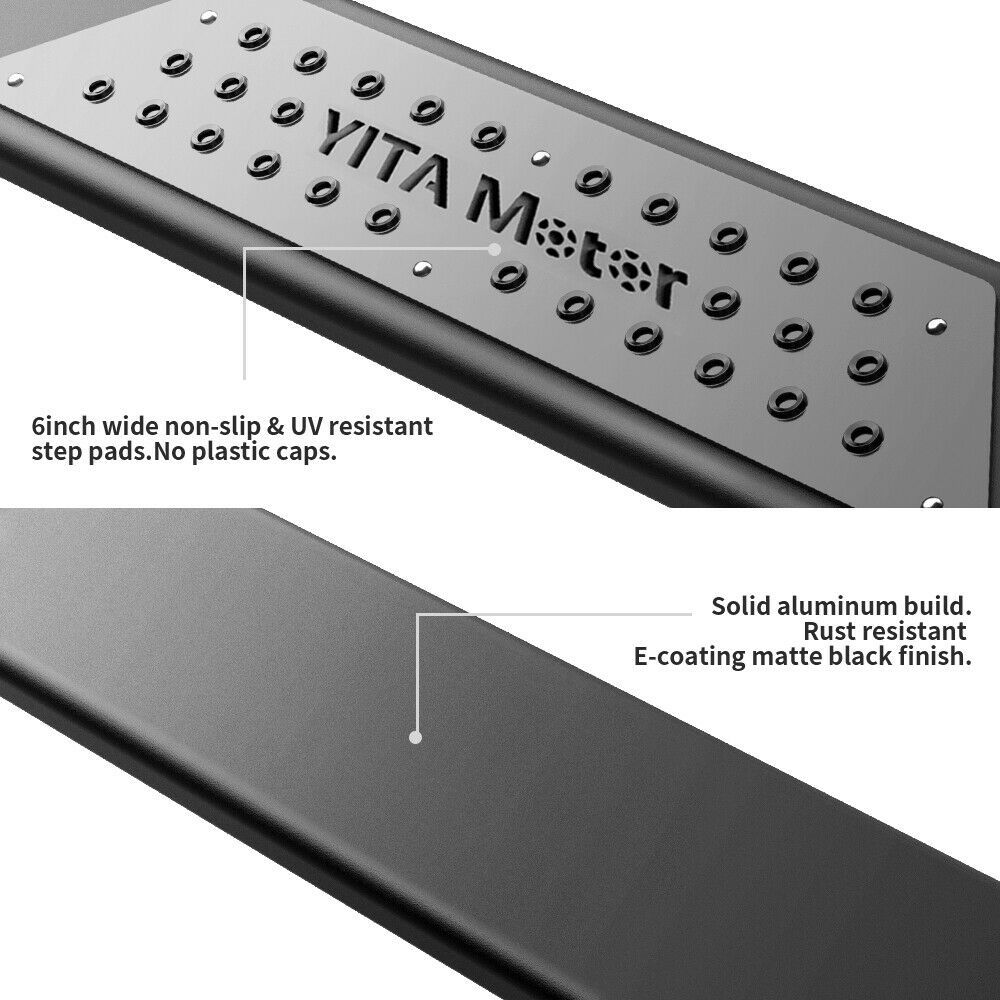 YITA Motor
6inch wide non-slip & UV resistant
step pads.No plastic caps.
Solid aluminum build.
Rust resistant
E-coating matte black finish.